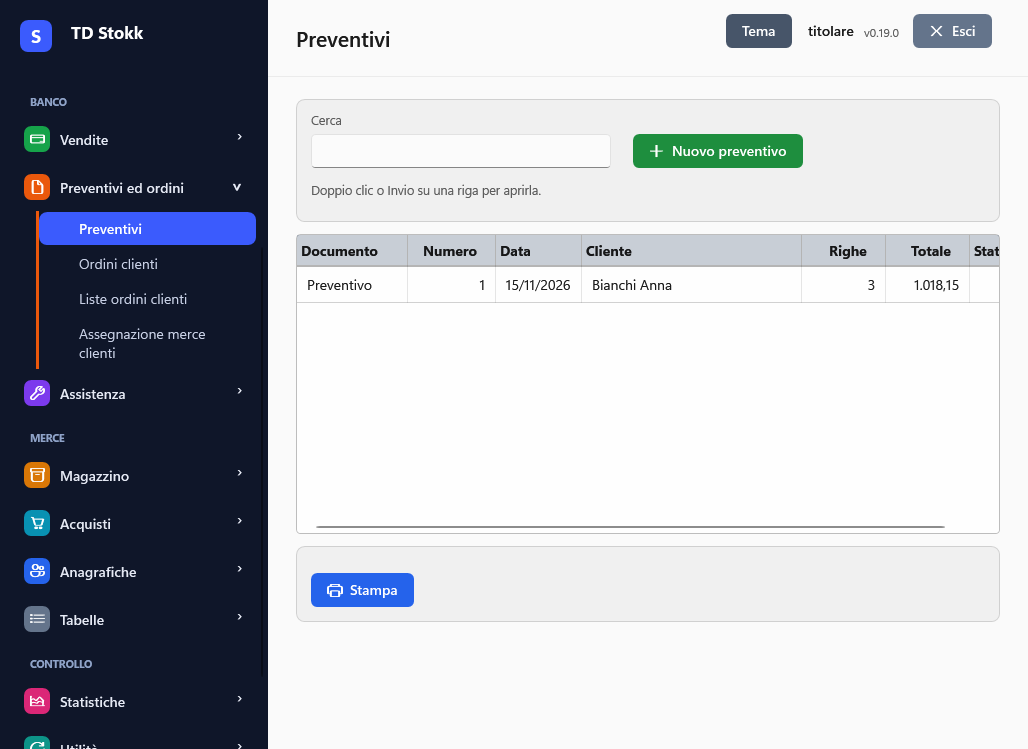 S
TD Stokk
BANCO
Vendite
Preventivi ed ordini
Preventivi
Ordini clienti
Liste ordini clienti
Assegnazione merce
clienti
Assistenza
MERCE
Magazzino
Acquisti
Anagrafiche
Tabelle
CONTROLLO
Statistiche
Utilità
Preventivi
Tema
titolare
v0.19.0
Esci
Cerca
Nuovo preventivo
Doppio clic o Invio su una riga per aprirla.
Documento Numero Data Cliente Righe Totale Stat
Preventivo 1 15/11/2026 Bianchi Anna 3 1.018,15
Stampa